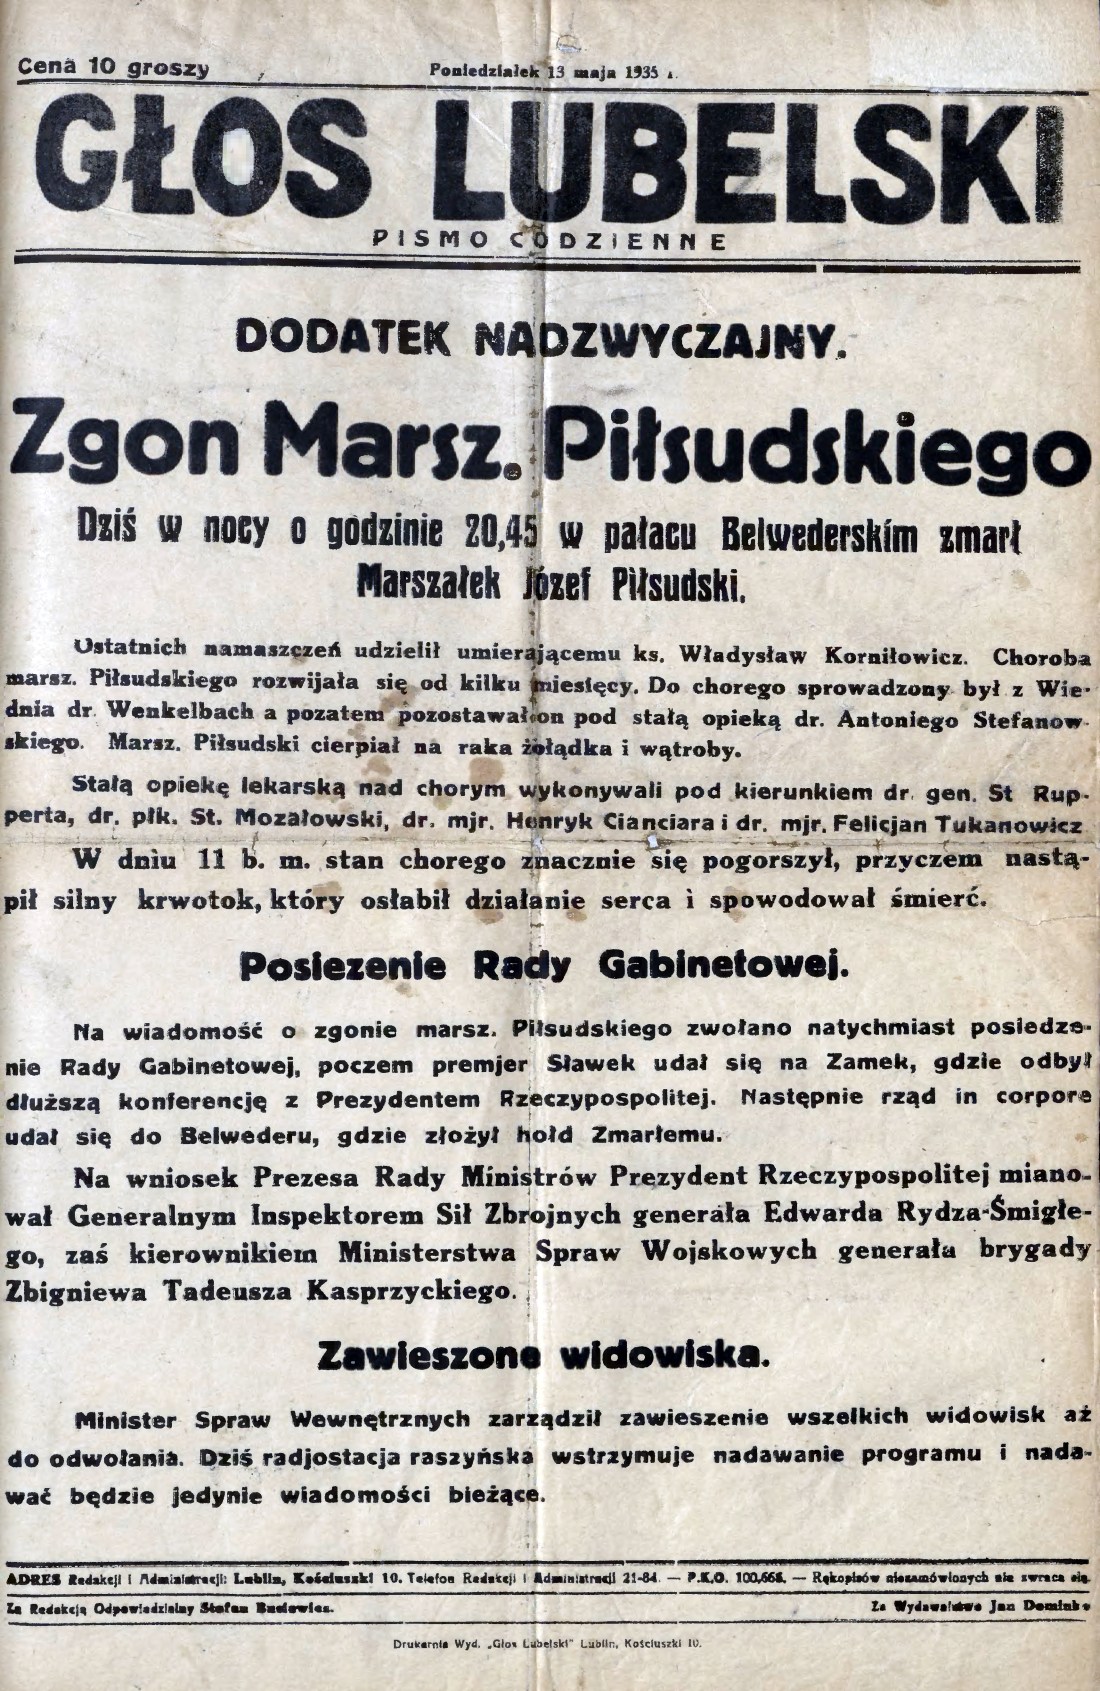 Cena 10 groszy
Poniedziałek 13 maja 1935 r.
GŁOS LUBELSKI
PISMO CODZIENNE
DODATEK NADZWYCZAJNY.
Zgon Marsz. Piłsudskiego
Dziś w nocy o godzinie 20,45 w pałacu Belwederskim zmarł
Marszałek Józef Piłsudski.
Ostatnich namaszczeń udzielił umierającemu ks. Władysław Korniłowicz. Choroba
marsz. Piłsudskiego rozwijała się od kilku miesięcy. Do chorego sprowadzony był z Wie-
dnia dr. Wenkelbach a pozatem pozostawał on pod stałą opieką dr. Antoniego Stefanow-
skiego. Marsz. Piłsudski cierpiał na raka żołądka i wątroby.
Stałą opiekę lekarską nad chorym wykonywali pod kierunkiem dr. gen. St Rup-
perta, dr. płk. St. Mozałowski, dr. mjr. Henryk Cianciara i dr. mjr. Felicjan Tukanowicz
W dniu 11 b. m. stan chorego znacznie się pogorszył, przyczem nastą-
pił silny krwotok, który osłabił działanie serca i spowodował śmierć.
Posiezenie Rady Gabinetowej.
Na wiadomość o zgonie marsz. Piłsudskiego zwołano natychmiast posiedze-
nie Rady Gabinetowej, poczem premjer Sławek udał się na Zamek, gdzie odbył
dłuższą konferencję z Prezydentem Rzeczypospolitej. Następnie rząd in corpore
udał się do Belwederu, gdzie złożył hołd Zmarłemu.
Na wniosek Prezesa Rady Ministrów Prezydent Rzeczypospolitej miano-
wał Generalnym Inspektorem Sił Zbrojnych generała Edwarda Rydza-Śmigłe-
go, zaś kierownikiem Ministerstwa Spraw Wojskowych generała brygady
Zbigniewa Tadeusza Kasprzyckiego.
Zawieszone widowiska.
Minister Spraw Wewnętrznych zarządził zawieszenie wszelkich widowisk aż
do odwołania. Dziś radjostacja raszyńska wstrzymuje nadawanie programu i nada-
wać będzie jedynie wiadomości bieżące.
ADRES Redakcji i Administracji: Lublin, Kościuszki 10. Telefon Redakcji i Administracji 21-84. — P.K.O. 100,668. — Rękopisów niezamówionych nie zwraca się.
Za Redakcję Odpowiedzialny Stefan
Za Wydawnictwo Jan Dominko
Drukarnia Wyd. „Głos Lubelski" Lublin, Kościuszki 10.